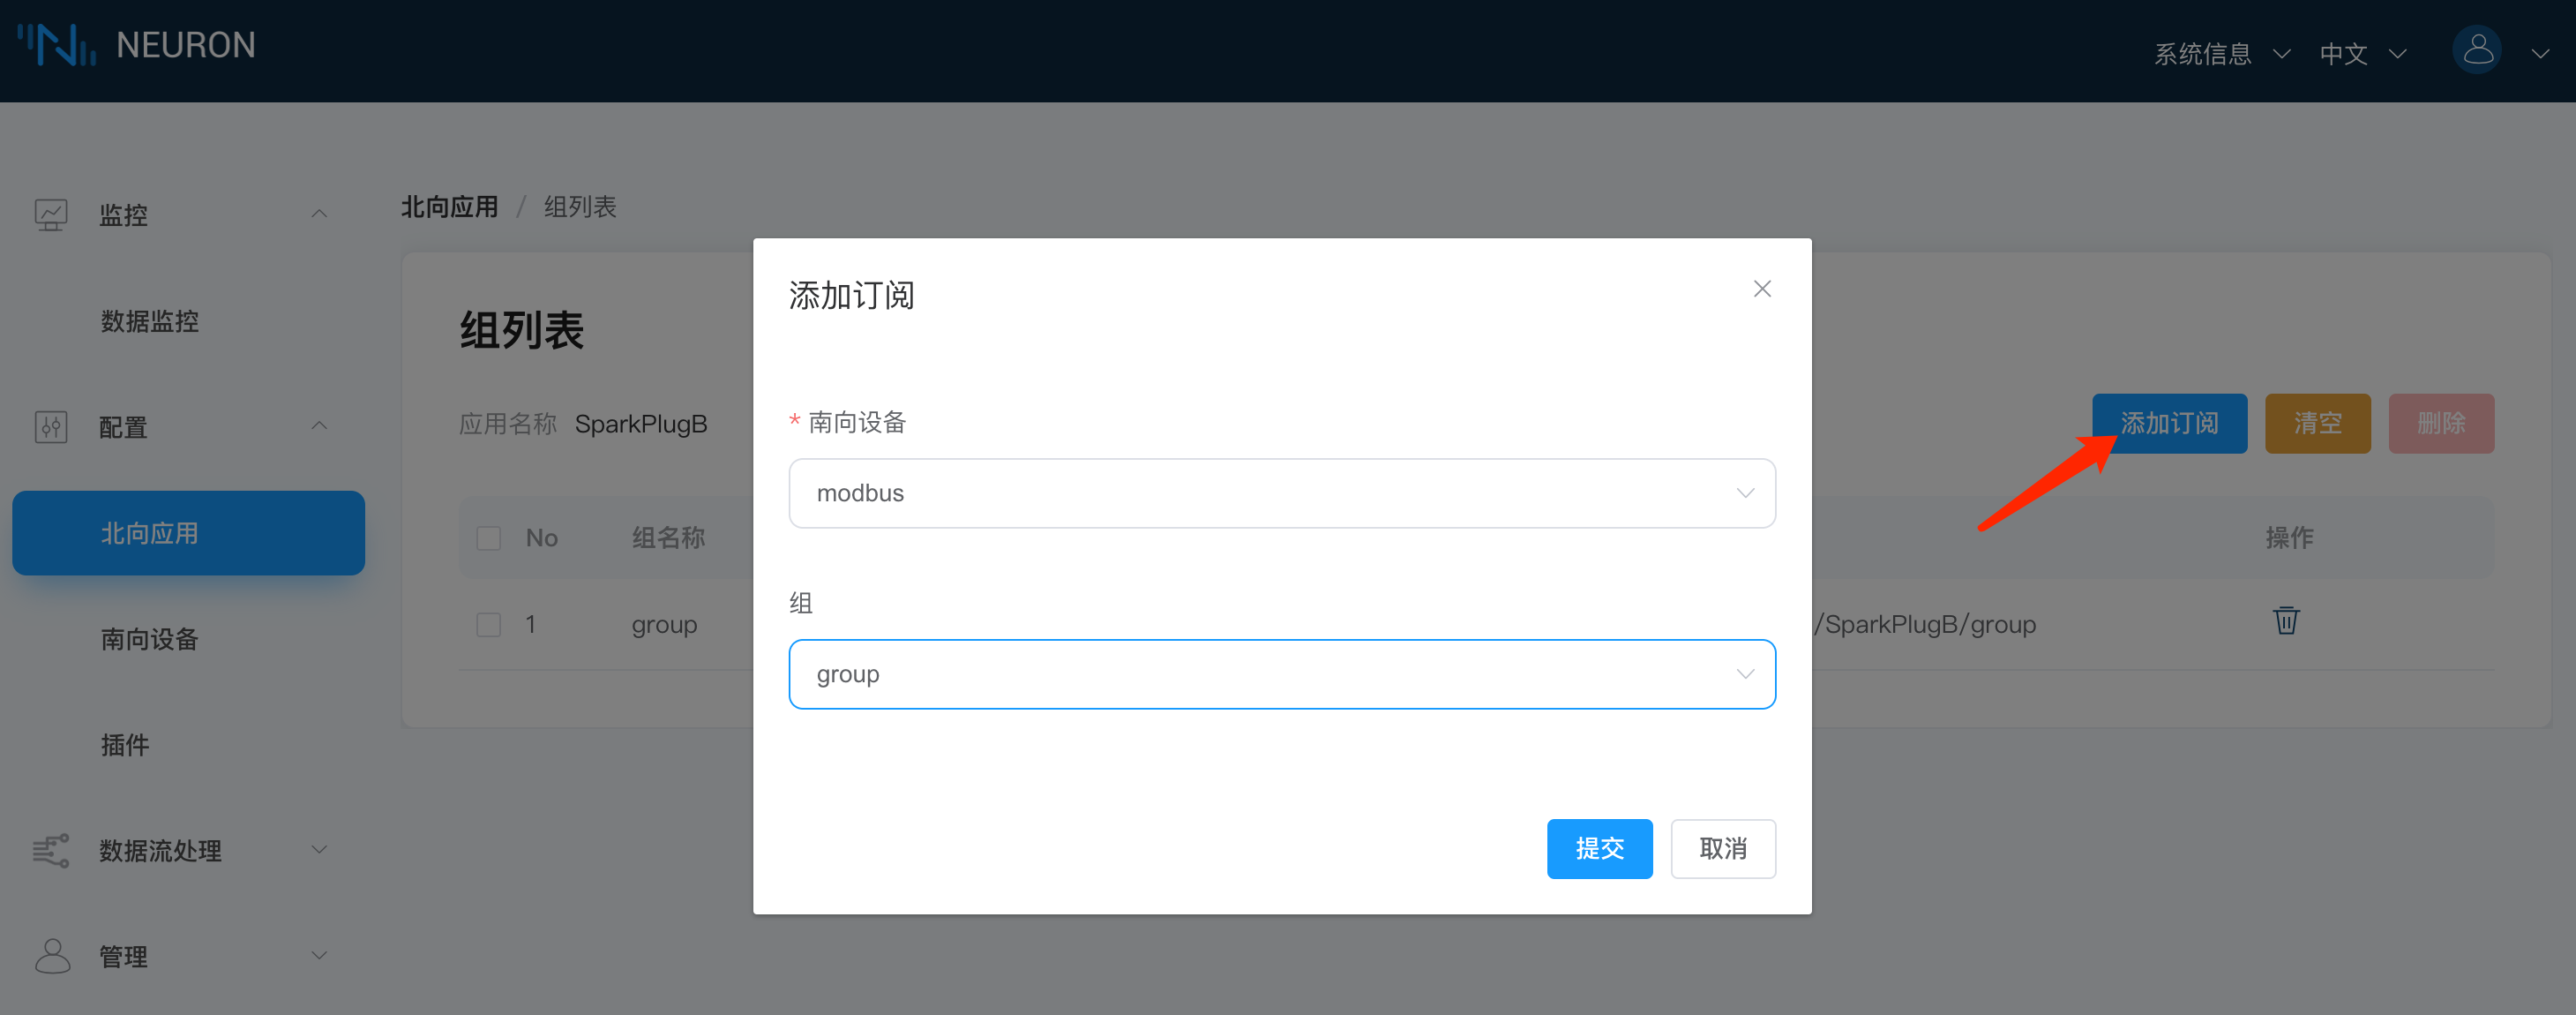 NEURON
系统信息
中文
监控
数据监控
配置
北向应用
南向设备
插件
数据流处理
管理
北向应用 / 组列表
组列表
应用名称 SparkPlugB
添加订阅 清空 删除
No 组名称 操作
1 group /SparkPlugB/group
添加订阅
* 南向设备
modbus
组
group
提交 取消